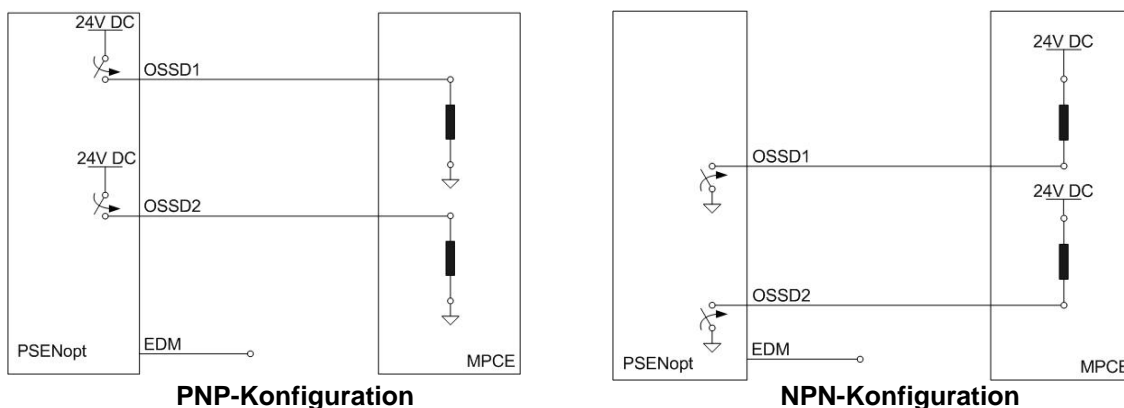 24V DC
OSSD1
24V DC
OSSD2
EDM
PSENopt
MPCE
PNP-Konfiguration
24V DC
OSSD1
24V DC
OSSD2
EDM
PSENopt
MPCE
NPN-Konfiguration